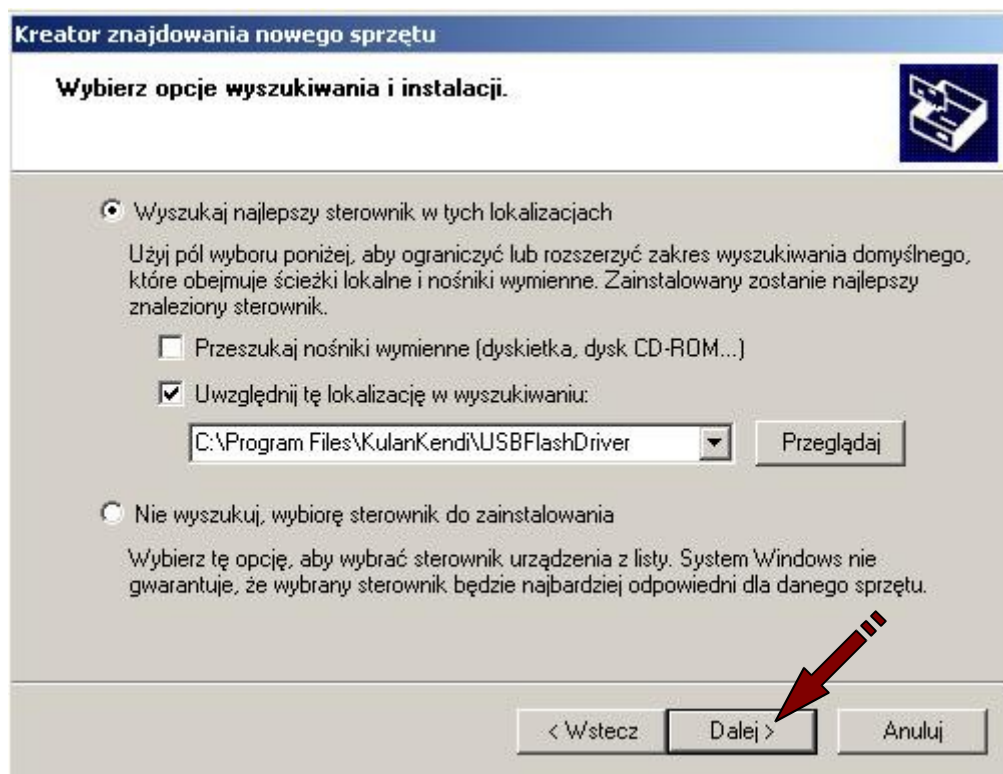 Kreator znajdowania nowego sprzętu
Wybierz opcje wyszukiwania i instalacji.
Wyszukaj najlepszy sterownik w tych lokalizacjach
Użyj pól wyboru poniżej, aby ograniczyć lub rozszerzyć zakres wyszukiwania domyślnego,
które obejmuje ścieżki lokalne i nośniki wymienne. Zainstalowany zostanie najlepszy
znaleziony sterownik.
Przeszukaj nośniki wymienne (dyskietka, dysk CD-ROM...)
Uwzględnij tę lokalizację w wyszukiwaniu:
C:\Program Files\KulanKendi\USBFlashDriver
Przeglądaj
Nie wyszukuj, wybiorę sterownik do zainstalowania
Wybierz tę opcję, aby wybrać sterownik urządzenia z listy. System Windows nie
gwarantuje, że wybrany sterownik będzie najbardziej odpowiedni dla danego sprzętu.
< Wstecz Dalej > Anuluj